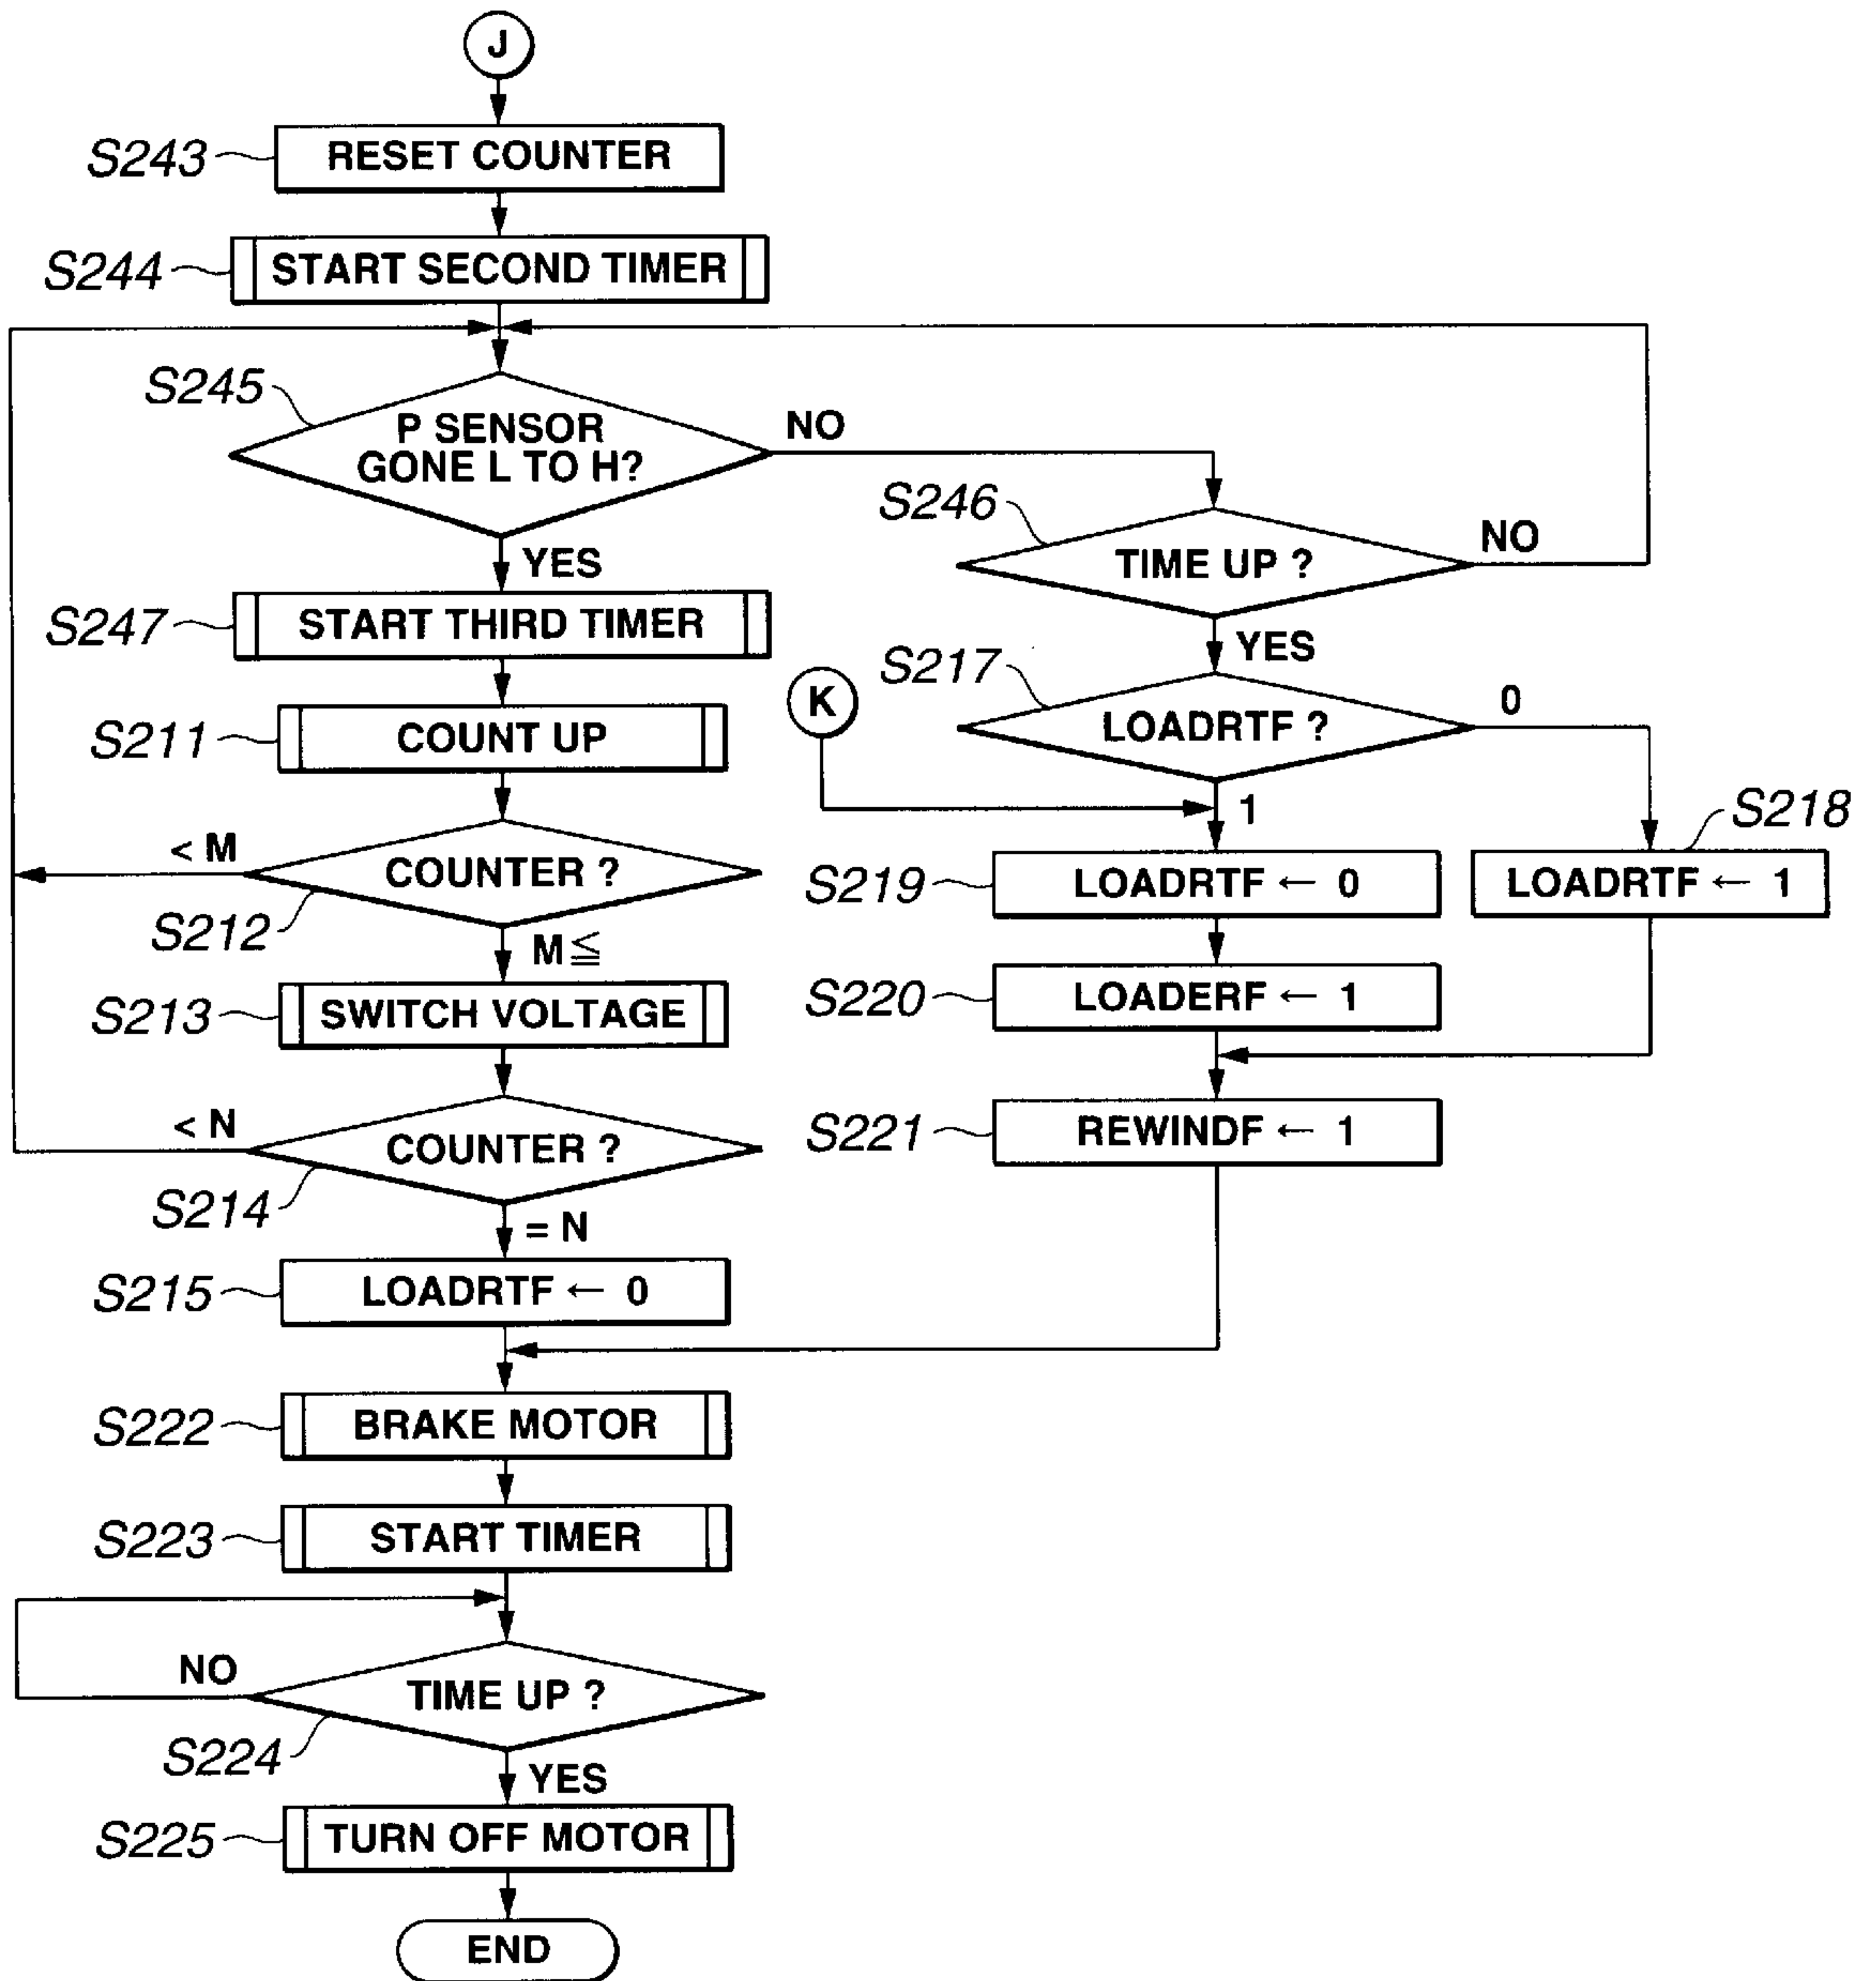 J
S243
RESET COUNTER
S244
START SECOND TIMER
S245
P SENSOR
GONE L TO H?
NO
S246
TIME UP ?
NO
YES
YES
S247
START THIRD TIMER
S217
LOADRTF ?
0
K
1
S211
COUNT UP
S218
LOADRTF ← 1
S212
COUNTER ?
< M
M ≦
S219
LOADRTF ← 0
S213
SWITCH VOLTAGE
S220
LOADERF ← 1
S214
COUNTER ?
< N
= N
S221
REWINDF ← 1
S215
LOADRTF ← 0
S222
BRAKE MOTOR
S223
START TIMER
S224
TIME UP ?
NO
YES
S225
TURN OFF MOTOR
END